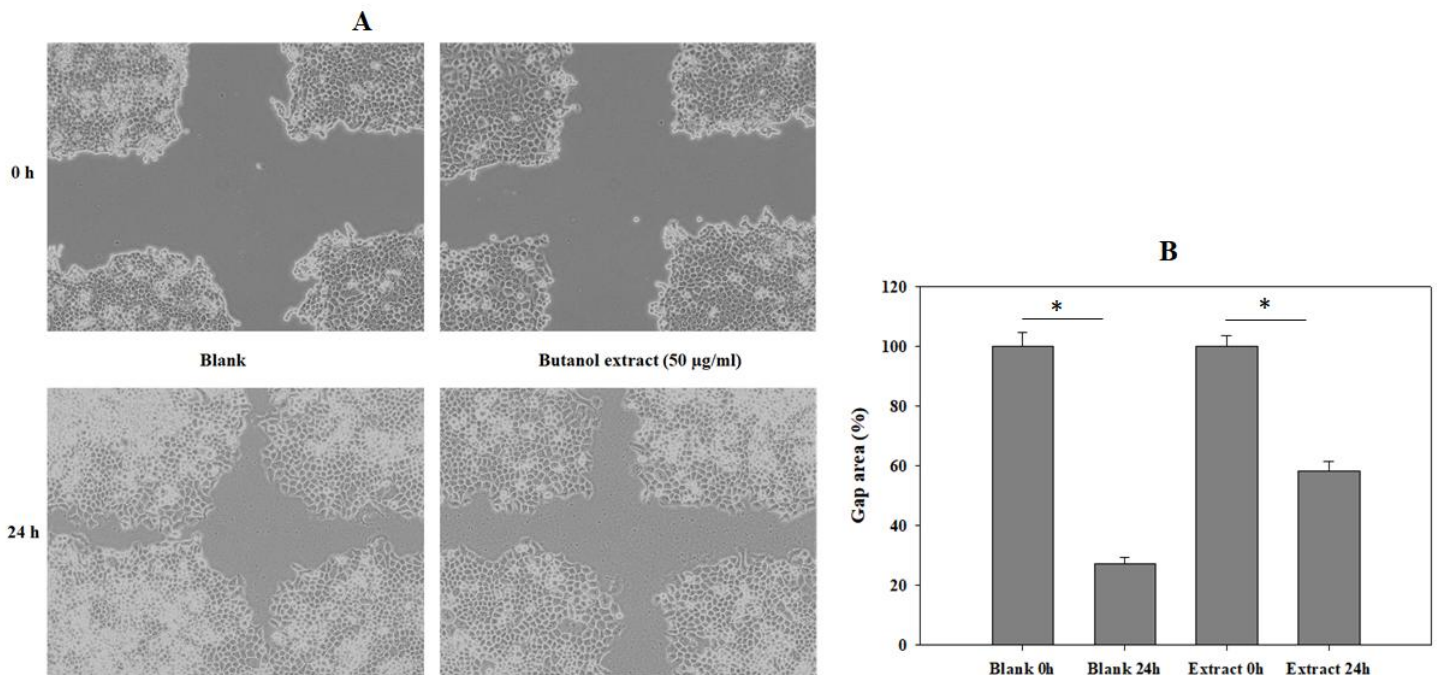 A
0 h
Blank
Butanol extract (50 µg/ml)
24 h
B
120
100
80
60
40
20
0
Gap area (%)
*
*
Blank 0h
Blank 24h
Extract 0h
Extract 24h